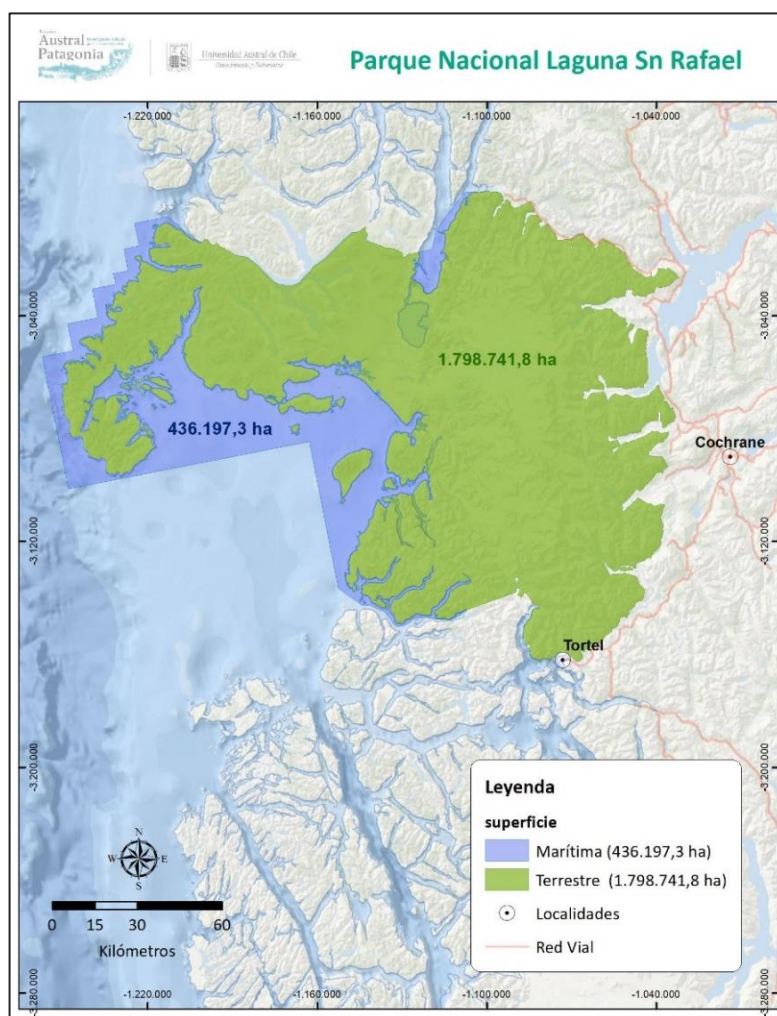 Austral
Patagonia
Universidad Austral de Chile
Conocimiento y Naturaleza
Parque Nacional Laguna Sn Rafael
-1.220.000
-1.160.000
-1.100.000
-1.040.000
-3.040.000
-3.040.000
1.798.741,8 ha
436.197,3 ha
Cochrane
-3.120.000
-3.120.000
Tortel
-3.200.000
-3.200.000
Leyenda
superficie
Marítima (436.197,3 ha)
Terrestre (1.798.741,8 ha)
Localidades
Red Vial
N
W E
S
0 15 30 60
Kilómetros
-3.280.000
-3.280.000
-1.220.000
-1.160.000
-1.100.000
-1.040.000